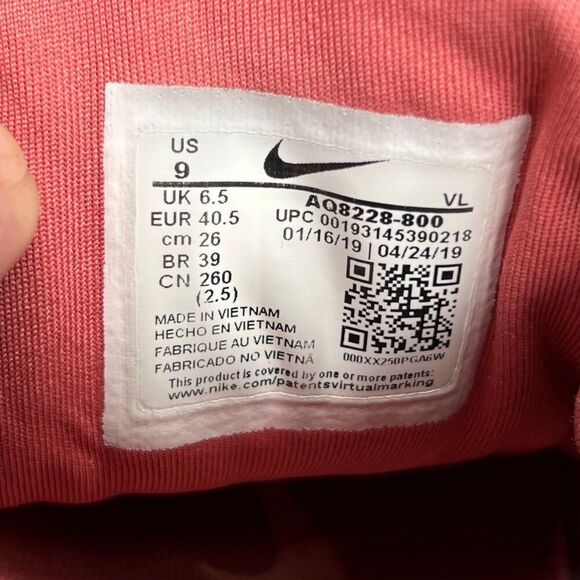 US
9
UK 6.5
EUR 40.5
cm 26
BR 39
CN 260
(2.5)
VL
AQ8228-800
UPC 00193145390218
01/16/19 | 04/24/19
000XX250PGA6W
MADE IN VIETNAM
HECHO EN VIETNAM
FABRIQUE AU VIETNAM
FABRICADO NO VIETNÃ
This product is covered by one or more patents:
www.nike.com/patentsvirtualmarking